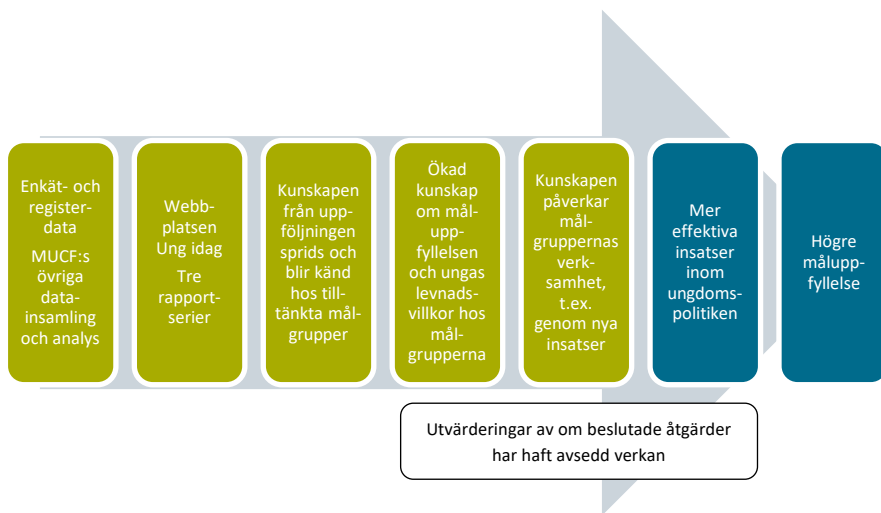 Enkät- och
register-
data
MUCF:s
övriga
data-
insamling
och analys
Webb-
platsen
Ung idag
Tre
rapport-
serier
Kunskapen
från upp-
följningen
sprids och
blir känd
hos till-
tänkta mål-
grupper
Ökad
kunskap
om mål-
upp-
fyllelsen
och ungas
levnads-
villkor hos
mål-
grupperna
Kunskapen
påverkar
mål-
gruppernas
verk-
samhet,
t.ex.
genom nya
insatser
Mer
effektiva
insatser
inom
ungdoms-
politiken
Högre
målupp-
fyllelse
Utvärderingar av om beslutade åtgärder
har haft avsedd verkan